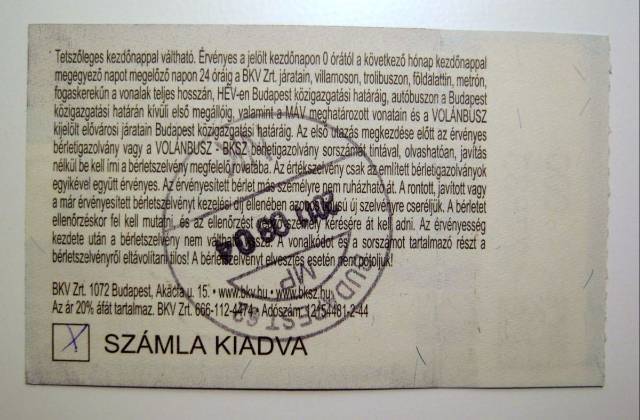 Tetszőleges kezdőnappal váltható. Érvényes a jelölt kezdőnapon 0 órától a következő hónap kezdőnappal
megegyező napot megelőző napon 24 óráig a BKV Zrt. járatain, villamoson, trolibuszon, földalattin, metrón,
fogaskerekűn a vonalak teljes hosszán, HÉV-en Budapest közigazgatási határáig, autóbuszon a Budapest
közigazgatási határán kívüli első megállóig, valamint a MÁV meghatározott vonatain és a VOLÁNBUSZ
kijelölt elővárosi járatain Budapest közigazgatási határáig. Az első utazás megkezdése előtt az érvényes
bérletigazolvány vagy a VOLÁNBUSZ - BKSZ bérletigazolvány sorszámát tintával, olvashatóan, javítás
nélkül be kell írni a bérletszelvény megfelelő rovatába. Az értékszelvény csak az említett bérletigazolványok
egyikével együtt érvényes. Az érvényesített bérlet más személyre nem ruházható át. A rontott, javított vagy
a már érvényesített bérletszelvényt kezelési díj ellenében azonos típusú új szelvényre cseréljük. A bérletet
ellenőrzéskor fel kell mutatni és az ellenőrzést végző személy kérésére át kell adni. Az érvényesség
kezdete után a bérletszelvény nem váltható vissza. A vonalkódot és a sorszámot tartalmazó részt a
bérletszelvényről eltávolítani tilos! A bérletszelvényt elvesztés esetén nem pótoljuk!
BKV Zrt. 1072 Budapest, Akácfa u. 15. • www.bkv.hu • www.bksz.hu
Az ár 20% áfát tartalmaz. BKV Zrt. 666-112-4474 • Adószám: 12154481-2-44
X SZÁMLA KIADVA
BUDAPEST 62